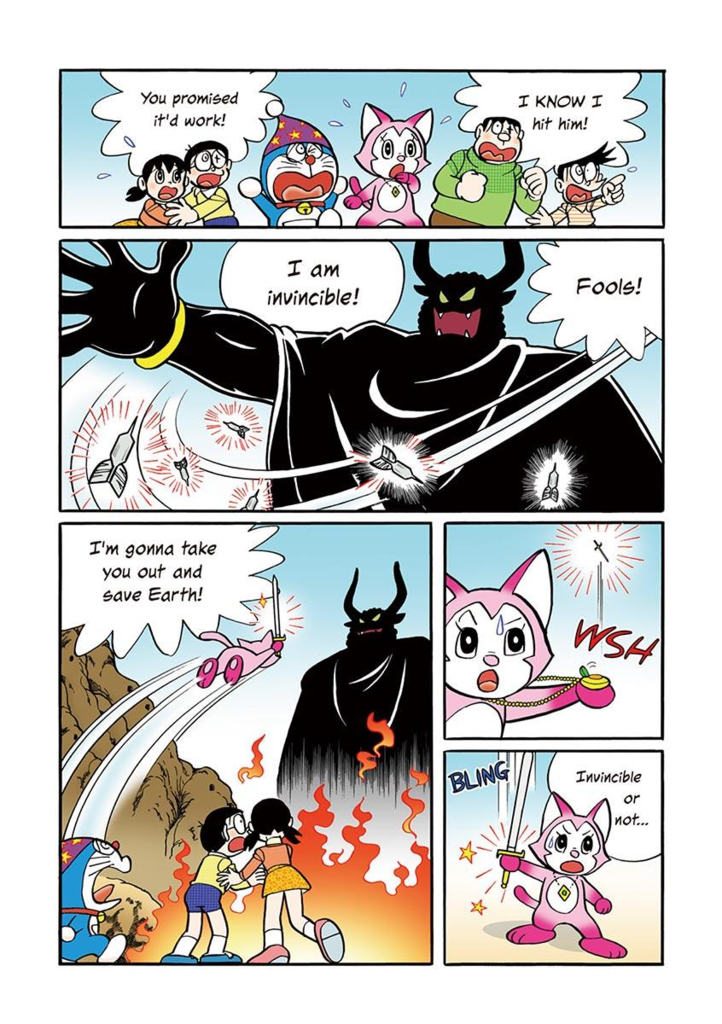 I KNOW I
hit him!
You promised
it'd work!
Fools!
I am
invincible!
WSH
Invincible
or
not...
BLING
I'm gonna take
you out and
save Earth!